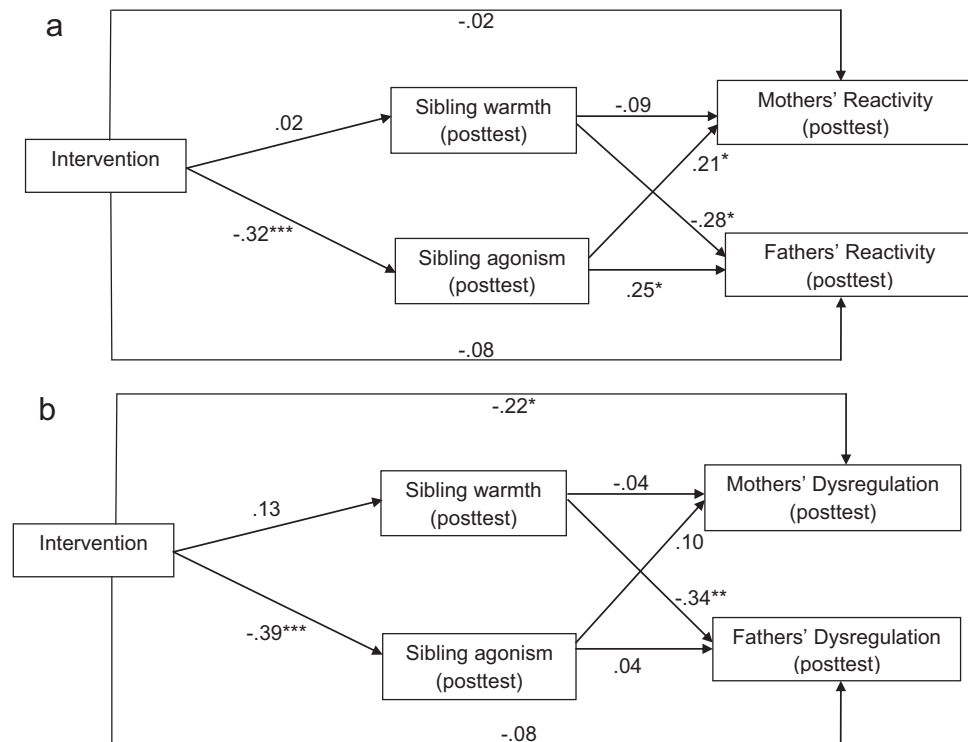 a
-.02
Sibling warmth
(posttest)
-.09
Mothers' Reactivity
(posttest)
.02
Intervention
.21*
-.32***
-.28*
Sibling agonism
(posttest)
Fathers' Reactivity
(posttest)
.25*
-.08
b
-.22*
Sibling warmth
(posttest)
-.04
Mothers' Dysregulation
(posttest)
.13
Intervention
.10
-.39***
-.34**
Sibling agonism
(posttest)
Fathers' Dysregulation
(posttest)
.04
-.08